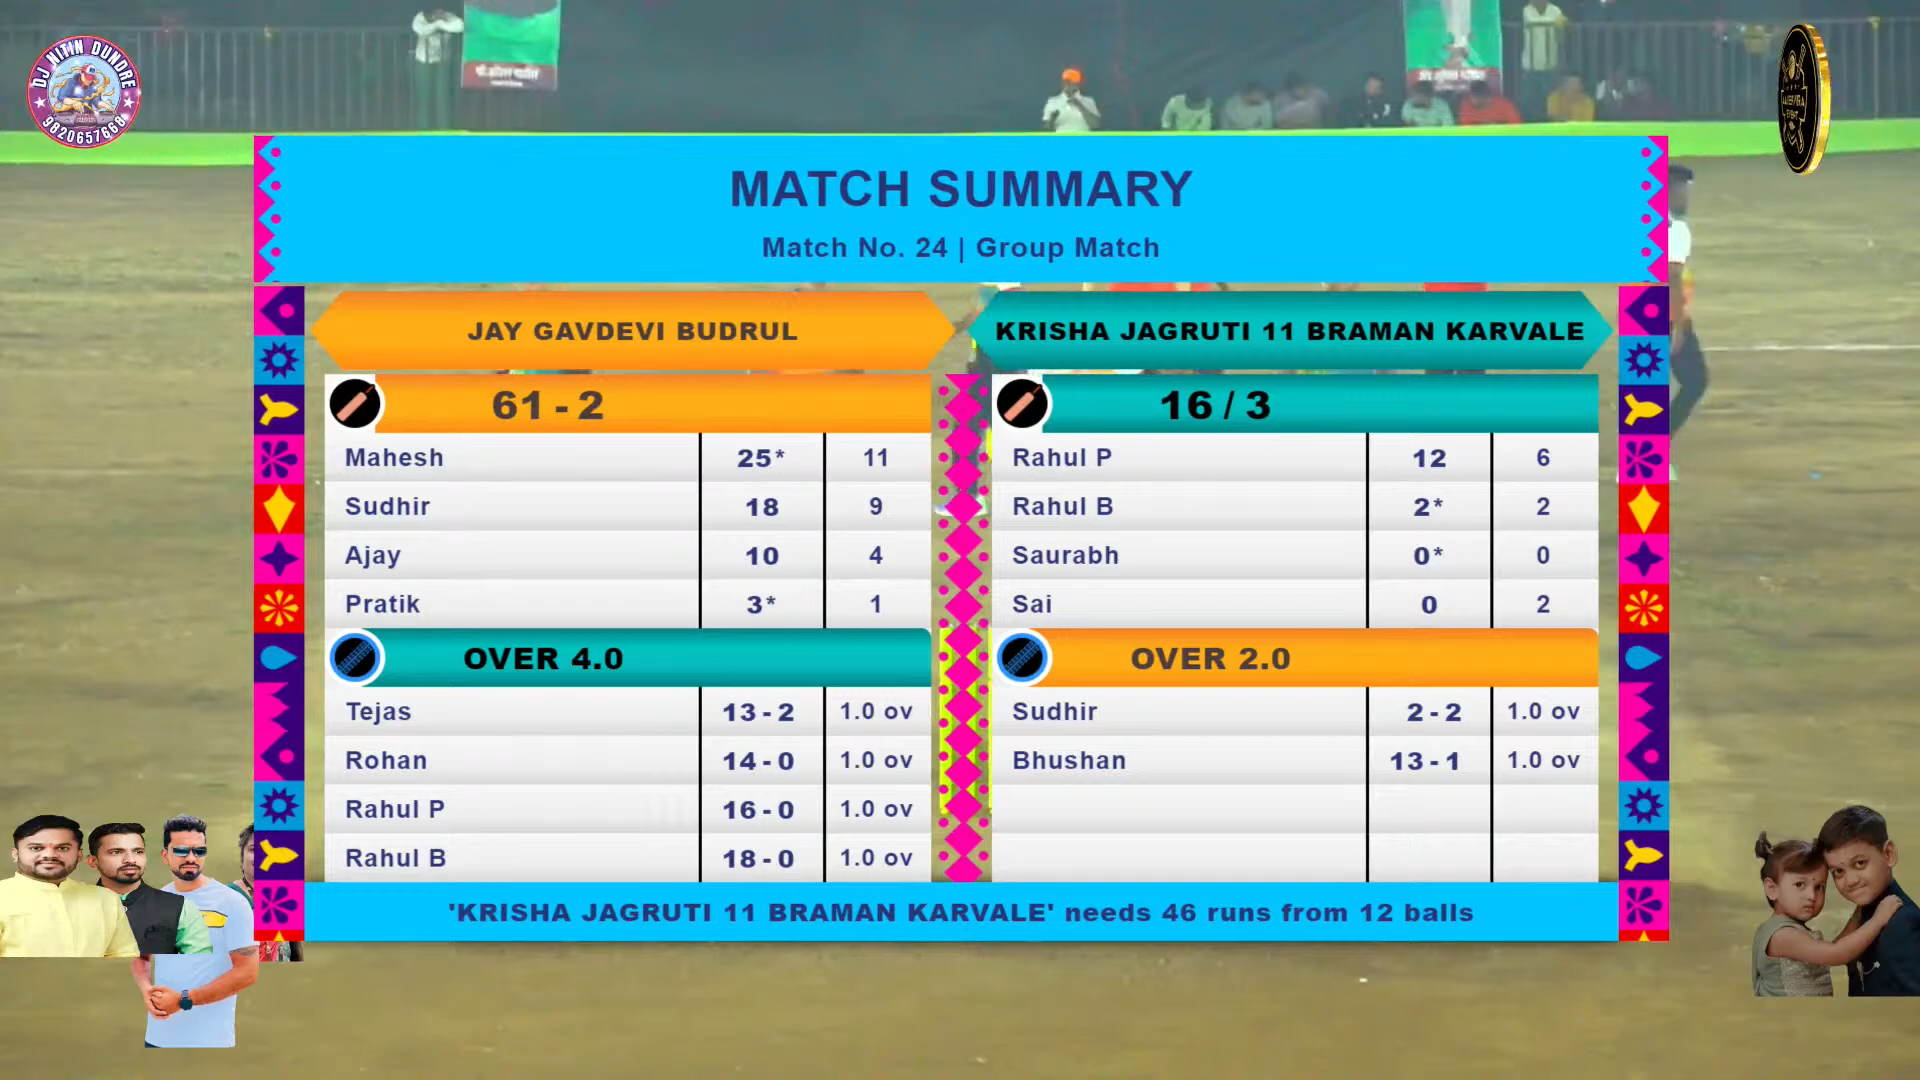 DJ NITIN DUNDRE
9820657668
MATCH SUMMARY
Match No. 24 | Group Match
JAY GAVDEVI BUDRUL
61 - 2
Mahesh 25* 11
Sudhir 18 9
Ajay 10 4
Pratik 3* 1
OVER 4.0
Tejas 13 - 2 1.0 ov
Rohan 14 - 0 1.0 ov
Rahul P 16 - 0 1.0 ov
Rahul B 18 - 0 1.0 ov
KRISHA JAGRUTI 11 BRAMAN KARVALE
16 / 3
Rahul P 12 6
Rahul B 2* 2
Saurabh 0* 0
Sai 0 2
OVER 2.0
Sudhir 2 - 2 1.0 ov
Bhushan 13 - 1 1.0 ov
'KRISHA JAGRUTI 11 BRAMAN KARVALE' needs 46 runs from 12 balls